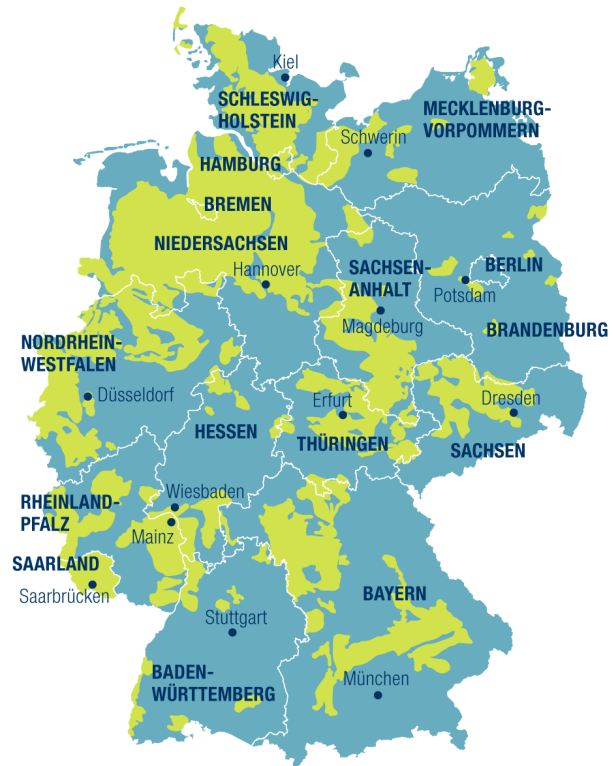 Kiel
SCHLESWIG-
HOLSTEIN
MECKLENBURG-
VORPOMMERN
Schwerin
HAMBURG
BREMEN
NIEDERSACHSEN
Hannover
SACHSEN-
ANHALT
Magdeburg
BERLIN
Potsdam
BRANDENBURG
NORDRHEIN-
WESTFALEN
Düsseldorf
HESSEN
Erfurt
THÜRINGEN
Dresden
SACHSEN
Wiesbaden
RHEINLAND-
PFALZ
Mainz
SAARLAND
Saarbrücken
BAYERN
Stuttgart
BADEN-
WÜRTTEMBERG
München